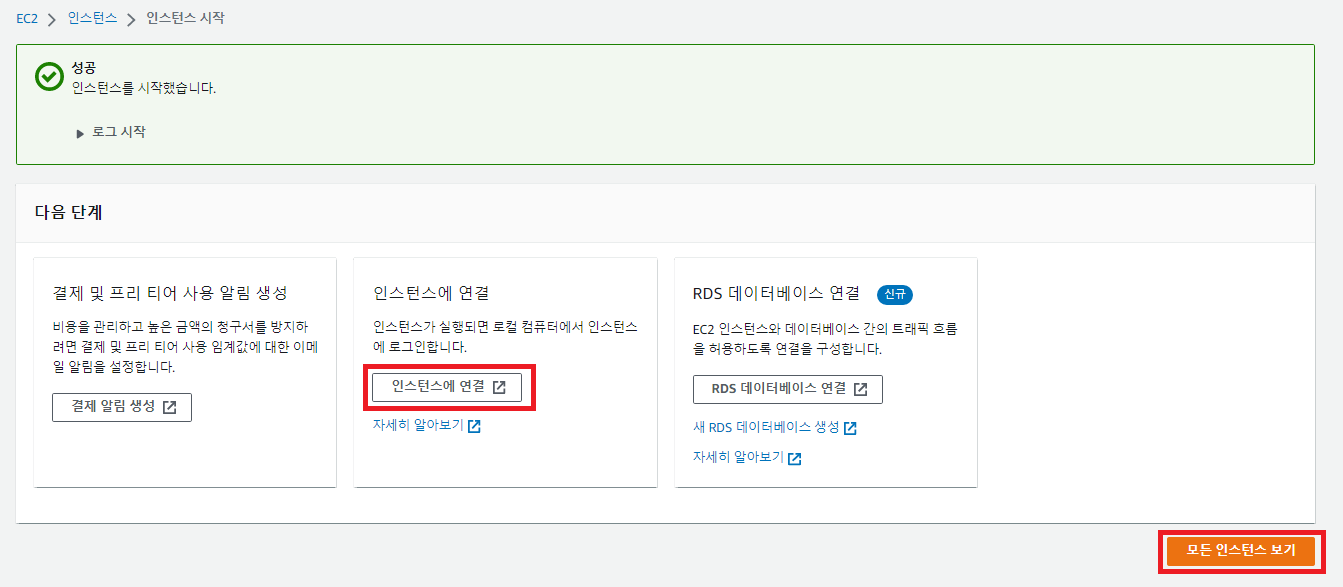 EC2 > 인스턴스 > 인스턴스 시작
성공
인스턴스를 시작했습니다.
▶ 로그 시작
다음 단계
결제 및 프리 티어 사용 알림 생성
비용을 관리하고 높은 금액의 청구서를 방지하
려면 결제 및 프리 티어 사용 임계값에 대한 이메
일 알림을 설정합니다.
결제 알림 생성
인스턴스에 연결
인스턴스가 실행되면 로컬 컴퓨터에서 인스턴스
에 로그인합니다.
인스턴스에 연결
자세히 알아보기
RDS 데이터베이스 연결 신규
EC2 인스턴스와 데이터베이스 간의 트래픽 흐름
을 허용하도록 연결을 구성합니다.
RDS 데이터베이스 연결
새 RDS 데이터베이스 생성
자세히 알아보기
모든 인스턴스 보기